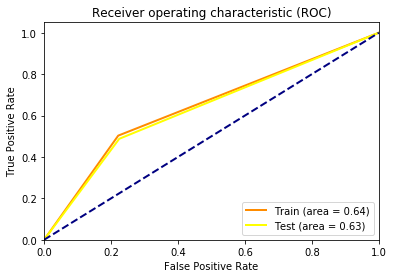 Receiver operating characteristic (ROC)
True Positive Rate
1.0
0.8
0.6
0.4
0.2
0.0
Train (area = 0.64)
Test (area = 0.63)
0.0 0.2 0.4 0.6 0.8 1.0
False Positive Rate